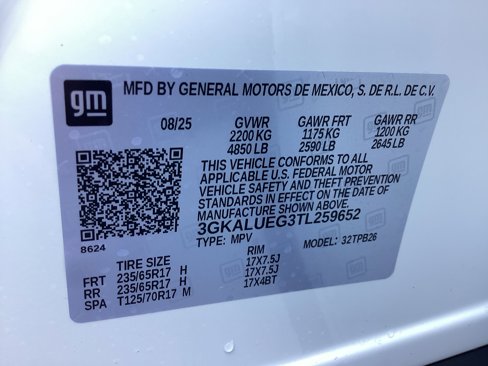 gm
MFD BY GENERAL MOTORS DE MEXICO, S. DE R.L. DE C.V.
08/25 GVWR GAWR FRT GAWR RR
2200 KG 1175 KG 1200 KG
4850 LB 2590 LB 2645 LB
THIS VEHICLE CONFORMS TO ALL
APPLICABLE U.S. FEDERAL MOTOR
VEHICLE SAFETY AND THEFT PREVENTION
STANDARDS IN EFFECT ON THE DATE OF
MANUFACTURE SHOWN ABOVE.
3GKALUEG3TL259652
8624 TYPE: MPV MODEL: 32TPB26
TIRE SIZE RIM
FRT 235/65R17 H 17X7.5J
RR 235/65R17 H 17X7.5J
SPA T125/70R17 M 17X4BT